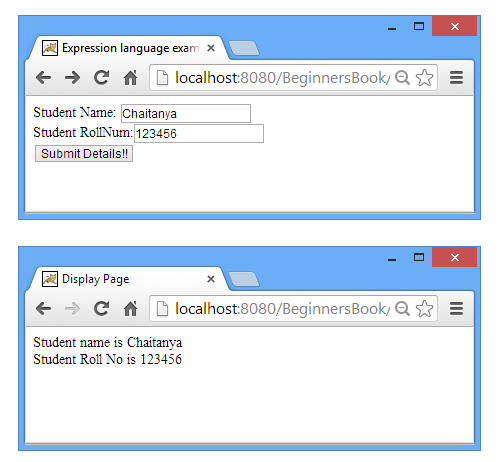 Expression language exam
localhost:8080/BeginnersBook/
Student Name: Chaitanya
Student RollNum: 123456
Submit Details!!
Display Page
localhost:8080/BeginnersBook/
Student name is Chaitanya
Student Roll No is 123456